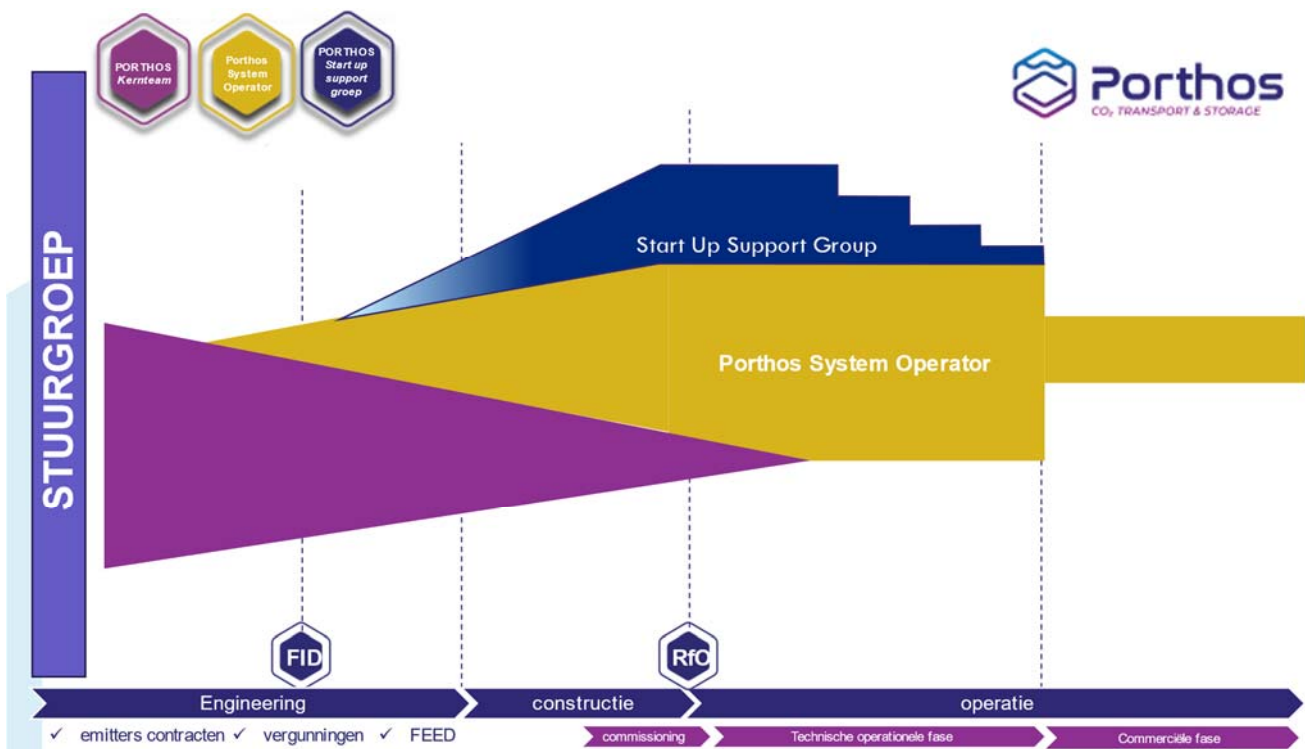 PORTHOS
Kernteam
Porthos
System
Operator
PORTHOS
Start up
support
groep
Porthos
CO₂ TRANSPORT & STORAGE
STUURGROEP
Start Up Support Group
Porthos System Operator
FID
RfO
Engineering
constructie
operatie
✓ emitters contracten ✓ vergunningen ✓ FEED
commissioning
Technische operationele fase
Commerciële fase